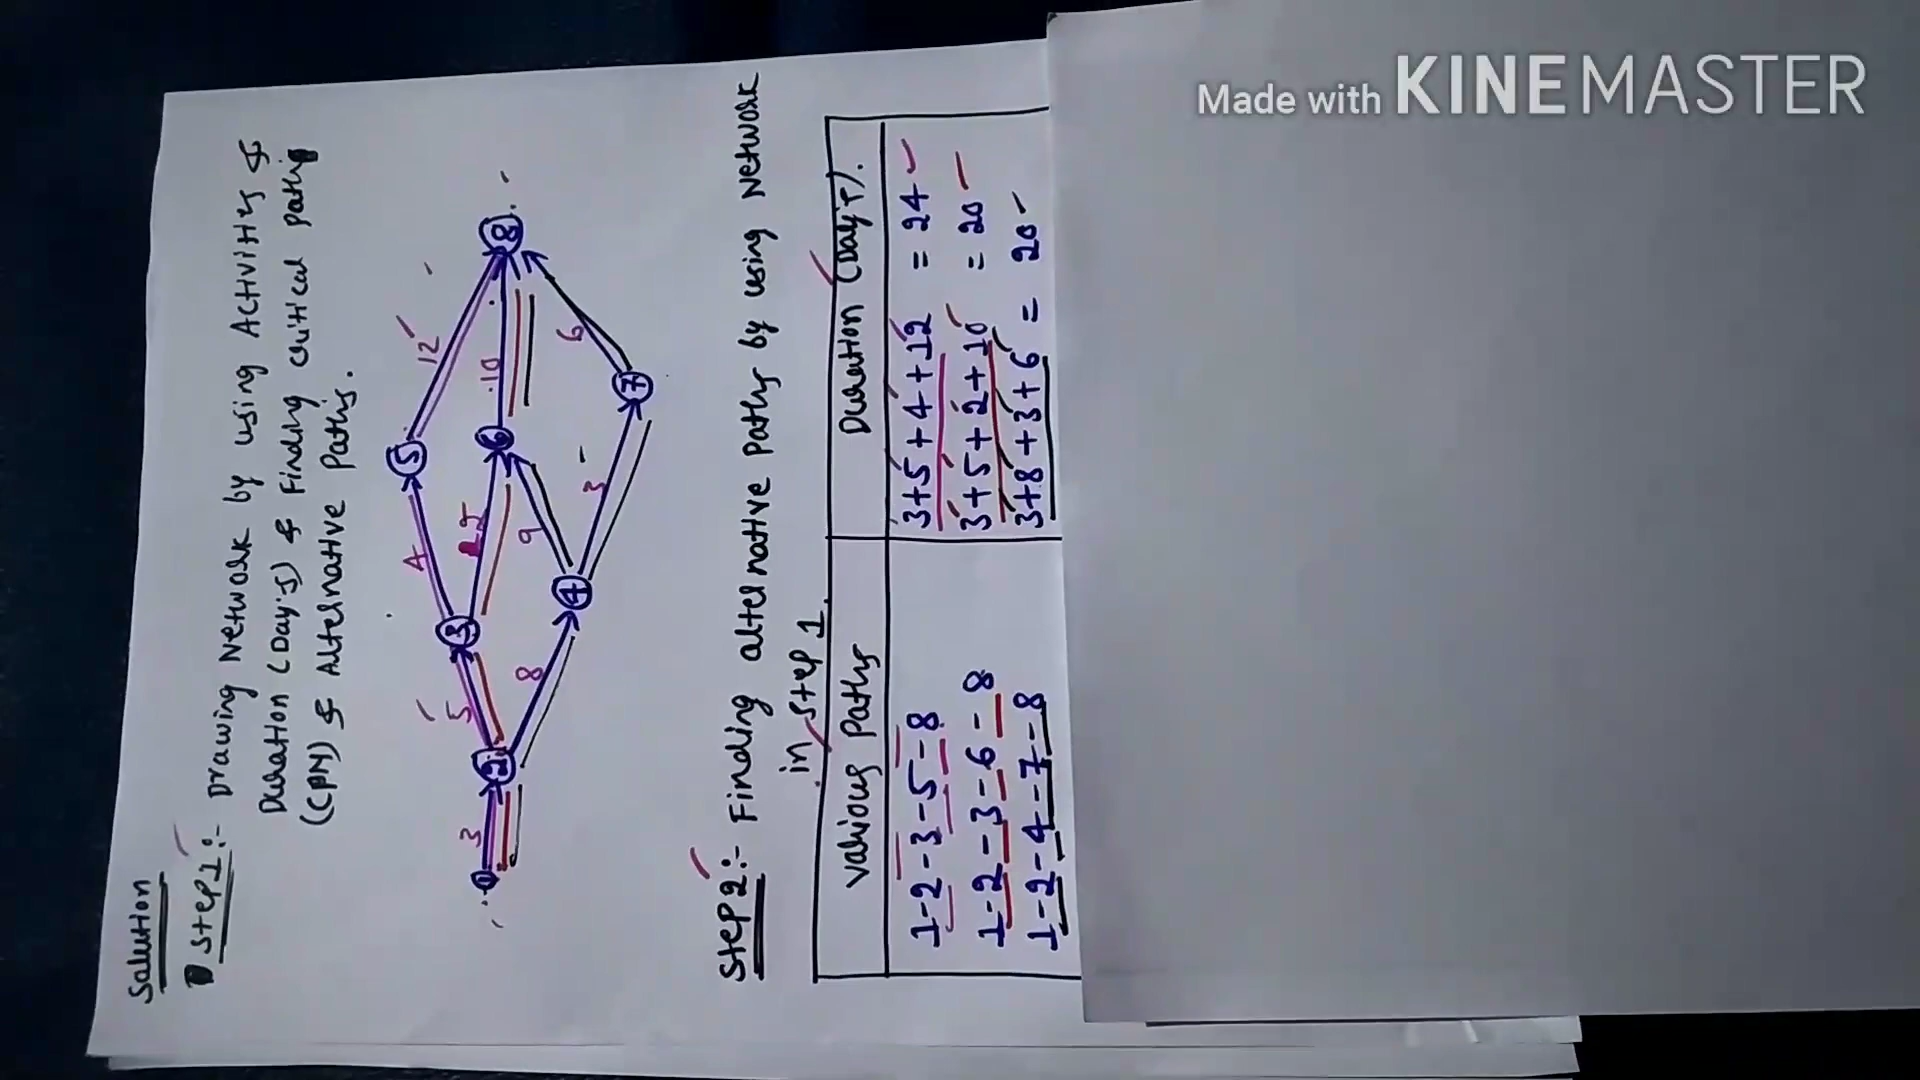 Made with KINEMASTER
Solution
Step 1:- Drawing Network by using Activities &
Duration (Day's) & Finding critical path
(CPM) & Alternative Paths.
12
5
8
4
10
6
3
2
6
7
5
9
3
3
2
8
4
1
Step 2:- Finding alternative paths by using Network
in Step 1.
Various Paths Duration (Day's).
1-2-3-5-8 3+5+4+12 = 24
1-2-3-6-8 3+5+2+10 = 20
1-2-4-7-8 3+8+3+6 = 20